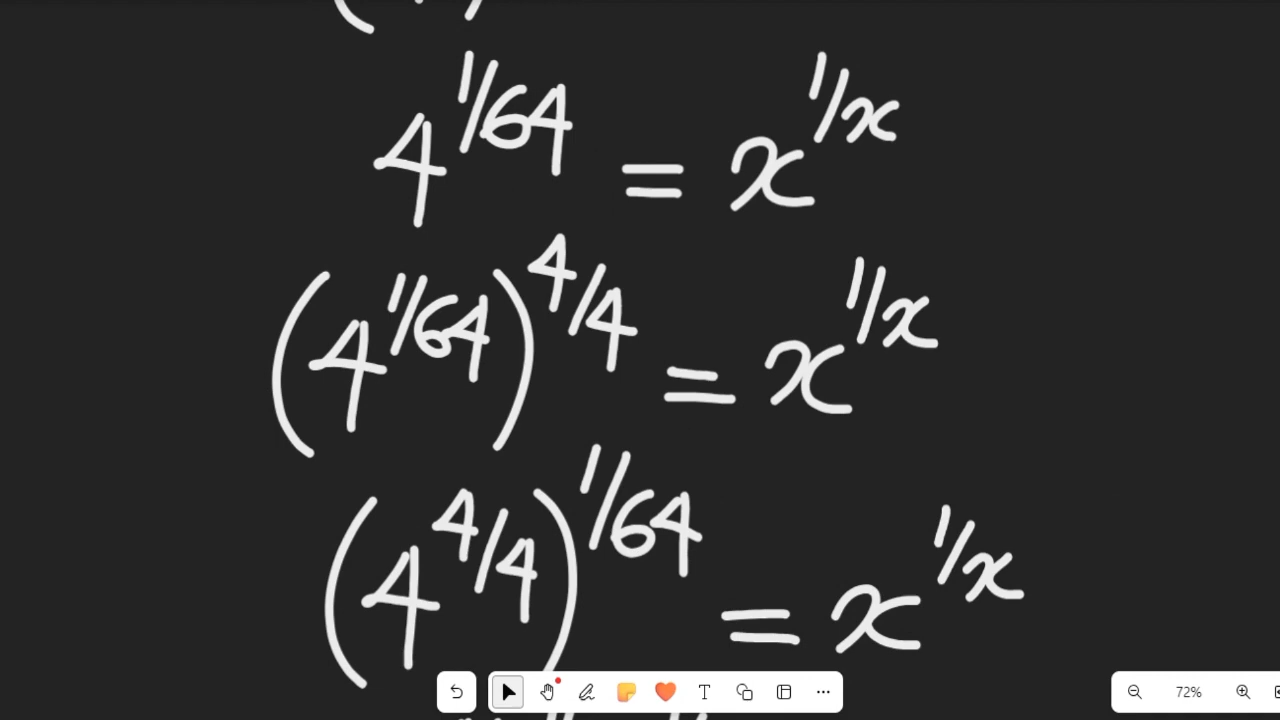 4^{1/64} = x^{1/x}
(4^{1/64})^{4/4} = x^{1/x}
(4^{4/4})^{1/64} = x^{1/x}
T
72%